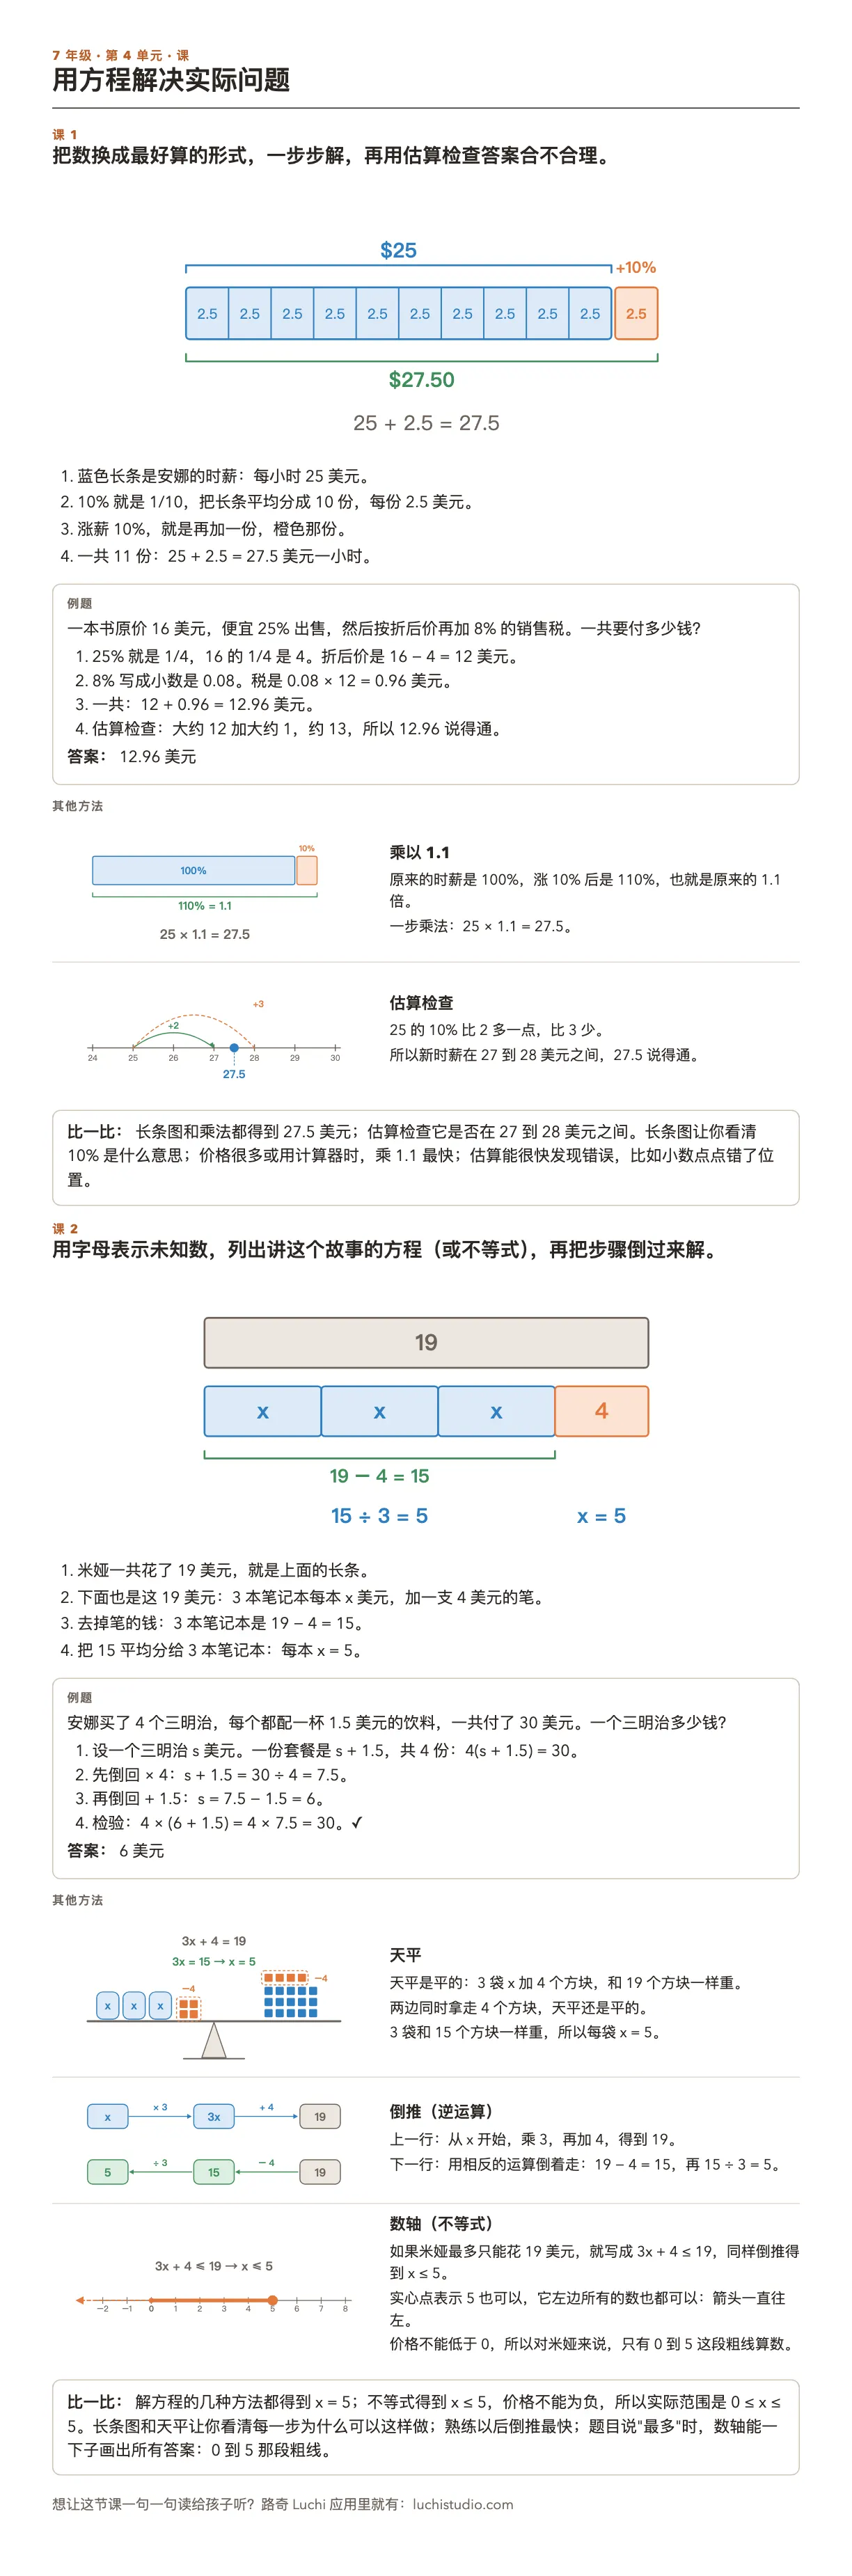 7 年级 · 第 4 单元 · 课
用方程解决实际问题
课 1
把数换成最好算的形式，一步步解，再用估算检查答案合不合理。
$25
+10%
2.5 2.5 2.5 2.5 2.5 2.5 2.5 2.5 2.5 2.5 2.5
$27.50
25 + 2.5 = 27.5
1. 蓝色长条是安娜的时薪：每小时 25 美元。
2. 10% 就是 1/10，把长条平均分成 10 份，每份 2.5 美元。
3. 涨薪 10%，就是再加一份，橙色那份。
4. 一共 11 份：25 + 2.5 = 27.5 美元一小时。
例题
一本书原价 16 美元，便宜 25% 出售，然后按折后价再加 8% 的销售税。一共要付多少钱？
1. 25% 就是 1/4，16 的 1/4 是 4。折后价是 16 − 4 = 12 美元。
2. 8% 写成小数是 0.08。税是 0.08 × 12 = 0.96 美元。
3. 一共：12 + 0.96 = 12.96 美元。
4. 估算检查：大约 12 加大约 1，约 13，所以 12.96 说得通。
答案： 12.96 美元
其他方法
10%
100%
110% = 1.1
25 × 1.1 = 27.5
乘以 1.1
原来的时薪是 100%，涨 10% 后是 110%，也就是原来的 1.1
倍。
一步乘法：25 × 1.1 = 27.5。
+3
+2
24 25 26 27 28 29 30
27.5
估算检查
25 的 10% 比 2 多一点，比 3 少。
所以新时薪在 27 到 28 美元之间，27.5 说得通。
比一比： 长条图和乘法都得到 27.5 美元；估算检查它是否在 27 到 28 美元之间。长条图让你看清
10% 是什么意思；价格很多或用计算器时，乘 1.1 最快；估算能很快发现错误，比如小数点点错了位
置。
课 2
用字母表示未知数，列出讲这个故事的方程（或不等式），再把步骤倒过来解。
19
x x x 4
19 − 4 = 15
15 ÷ 3 = 5 x = 5
1. 米娅一共花了 19 美元，就是上面的长条。
2. 下面也是这 19 美元：3 本笔记本每本 x 美元，加一支 4 美元的笔。
3. 去掉笔的钱：3 本笔记本是 19 − 4 = 15。
4. 把 15 平均分给 3 本笔记本：每本 x = 5。
例题
安娜买了 4 个三明治，每个都配一杯 1.5 美元的饮料，一共付了 30 美元。一个三明治多少钱？
1. 设一个三明治 s 美元。一份套餐是 s + 1.5，共 4 份：4(s + 1.5) = 30。
2. 先倒回 × 4：s + 1.5 = 30 ÷ 4 = 7.5。
3. 再倒回 + 1.5：s = 7.5 − 1.5 = 6。
4. 检验：4 × (6 + 1.5) = 4 × 7.5 = 30。✓
答案： 6 美元
其他方法
3x + 4 = 19
3x = 15 → x = 5
−4
−4
x x x
天平
天平是平的：3 袋 x 加 4 个方块，和 19 个方块一样重。
两边同时拿走 4 个方块，天平还是平的。
3 袋和 15 个方块一样重，所以每袋 x = 5。
x × 3 3x + 4 19
5 ÷ 3 15 − 4 19
倒推（逆运算）
上一行：从 x 开始，乘 3，再加 4，得到 19。
下一行：用相反的运算倒着走：19 − 4 = 15，再 15 ÷ 3 = 5。
3x + 4 ≤ 19 → x ≤ 5
−2 −1 0 1 2 3 4 5 6 7 8
数轴（不等式）
如果米娅最多只能花 19 美元，就写成 3x + 4 ≤ 19，同样倒推得
到 x ≤ 5。
实心点表示 5 也可以，它左边所有的数也都可以：箭头一直往
左。
价格不能低于 0，所以对米娅来说，只有 0 到 5 这段粗线算数。
比一比： 解方程的几种方法都得到 x = 5；不等式得到 x ≤ 5，价格不能为负，所以实际范围是 0 ≤ x ≤
5。长条图和天平让你看清每一步为什么可以这样做；熟练以后倒推最快；题目说"最多"时，数轴能一
下子画出所有答案：0 到 5 那段粗线。
想让这节课一句一句读给孩子听？路奇 Luchi 应用里就有：luchistudio.com